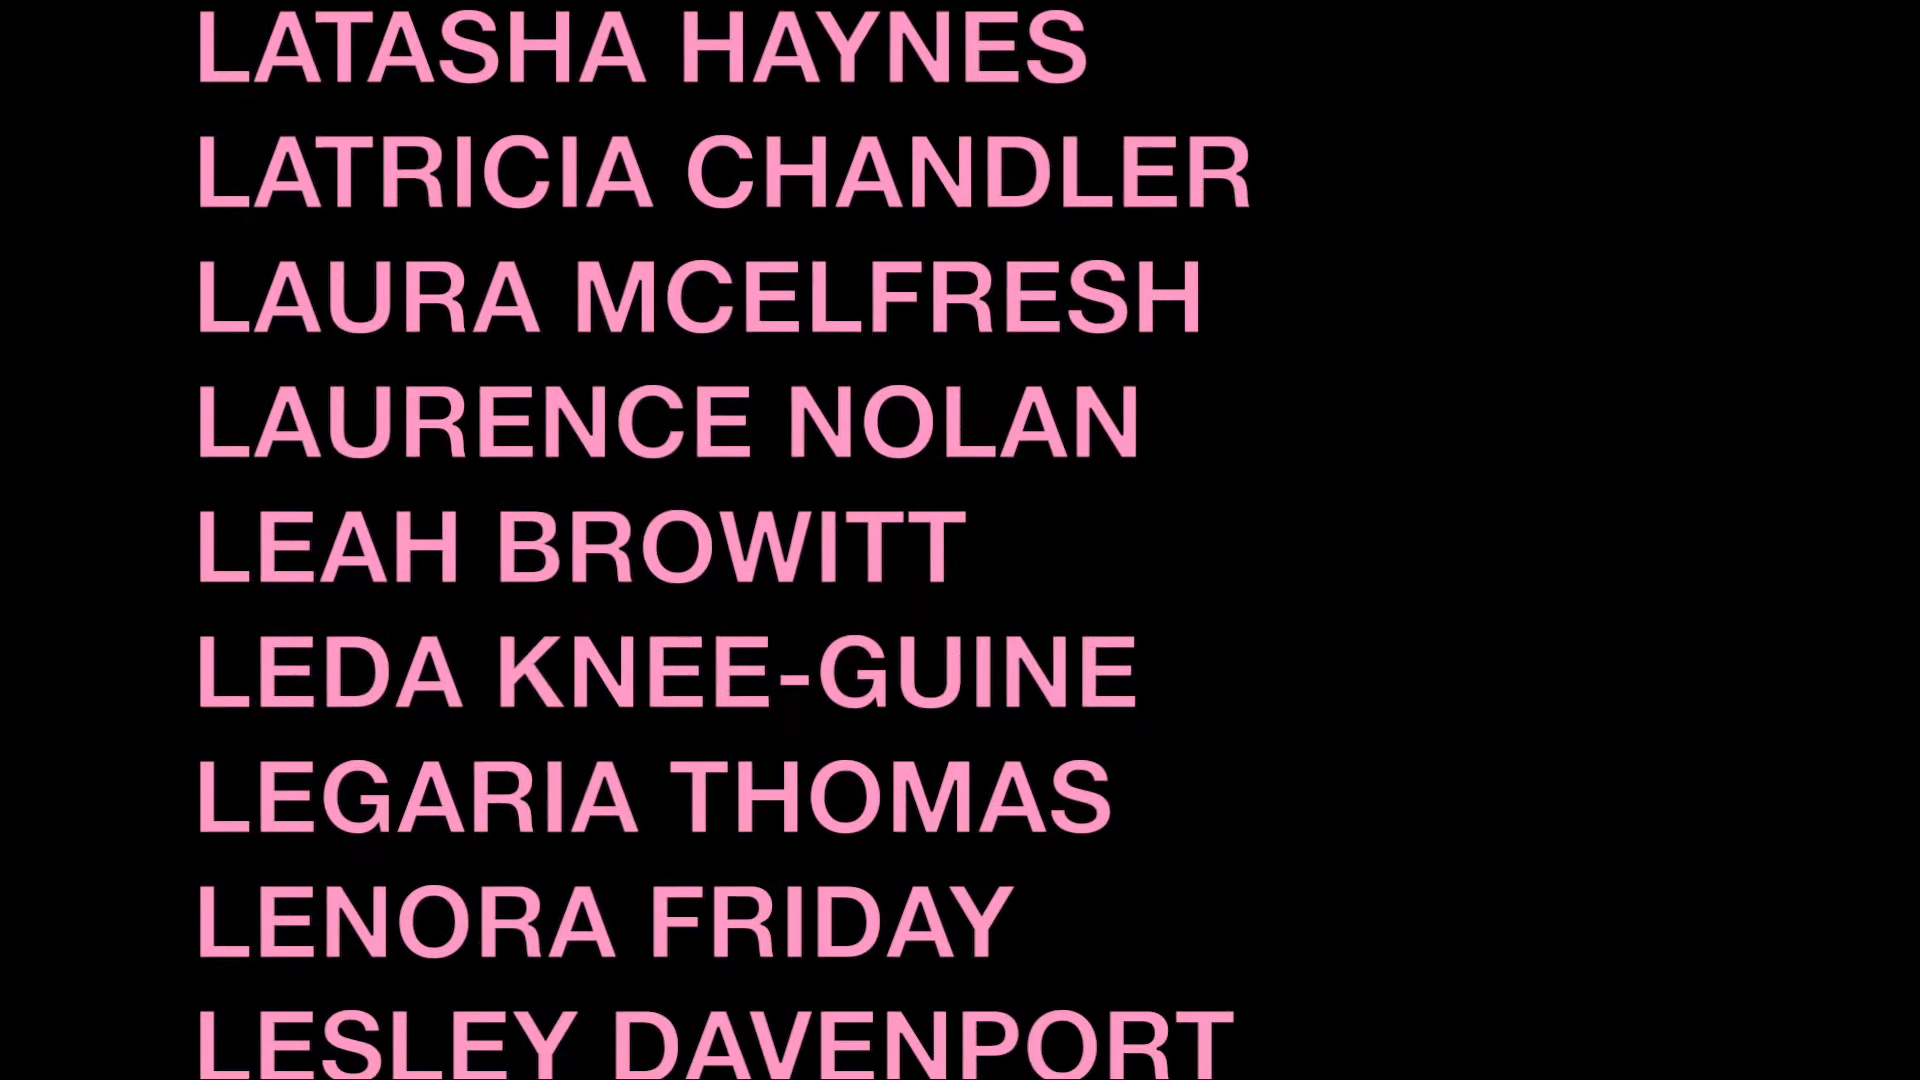 LATASHA HAYNES
LATRICIA CHANDLER
LAURA MCELFRESH
LAURENCE NOLAN
LEAH BROWITT
LEDA KNEE-GUINE
LEGARIA THOMAS
LENORA FRIDAY
LESLEY DAVENPORT